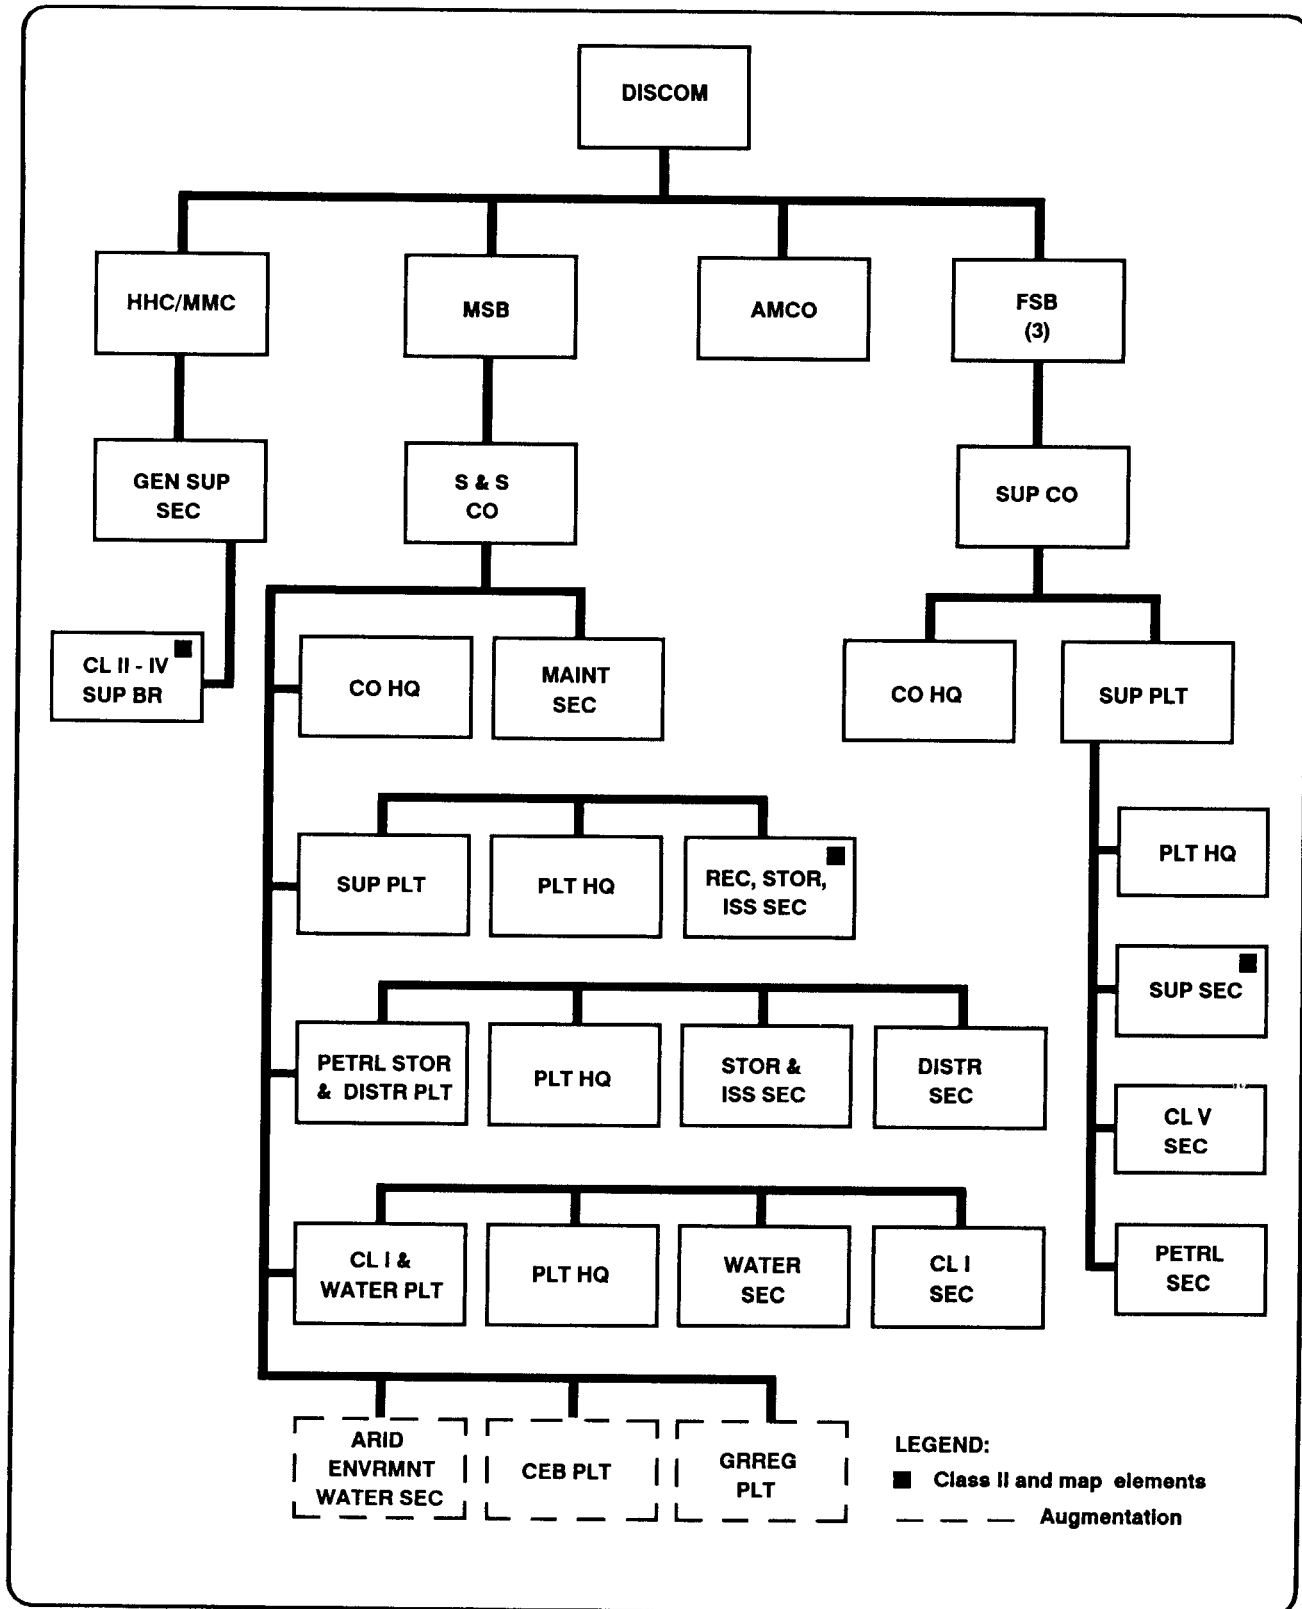 DISCOM
HHC/MMC
MSB
AMCO
FSB
(3)
GEN SUP
SEC
S & S
CO
SUP CO
CL II - IV
SUP BR
CO HQ
MAINT
SEC
CO HQ
SUP PLT
SUP PLT
PLT HQ
REC, STOR,
ISS SEC
PLT HQ
SUP SEC
PETRL STOR
& DISTR PLT
PLT HQ
STOR &
ISS SEC
DISTR
SEC
CL V
SEC
CL I &
WATER PLT
PLT HQ
WATER
SEC
CL I
SEC
PETRL
SEC
ARID
ENVRMNT
WATER SEC
CEB PLT
GRREG
PLT
LEGEND:
Class II and map elements
Augmentation